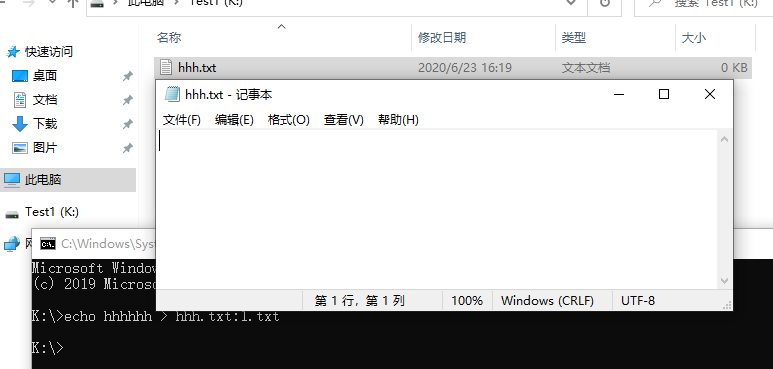 此电脑 › Test1 (K:)
搜索 Test1 (K:)
快速访问
桌面
文档
下载
图片
此电脑
Test1 (K:)
名称 修改日期 类型 大小
hhh.txt 2020/6/23 16:19 文本文档 0 KB
hhh.txt - 记事本
文件(F) 编辑(E) 格式(O) 查看(V) 帮助(H)
第 1 行，第 1 列 100% Windows (CRLF) UTF-8
C:\Windows\Sys
Microsoft Window
(c) 2019 Microso
K:\>echo hhhhhh > hhh.txt:1.txt
K:\>